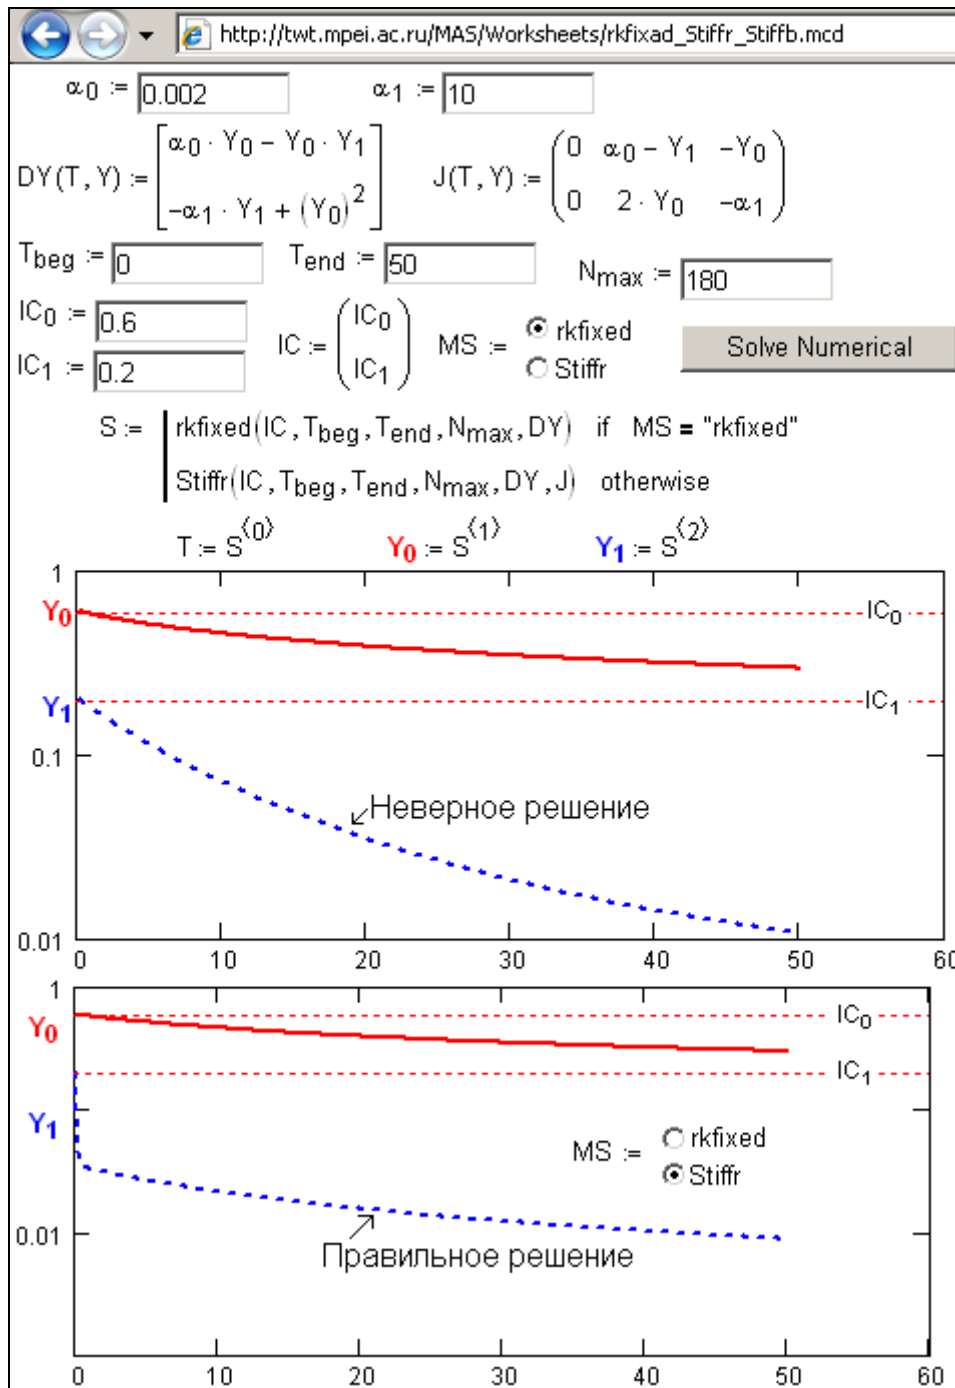 http://twt.mpei.ac.ru/MAS/Worksheets/rkfixad_Stiffr_Stiffb.mcd
α0 := 0.002 α1 := 10
DY(T, Y) := [α0 · Y0 − Y0 · Y1
−α1 · Y1 + (Y0)^2] J(T, Y) := (0 α0 − Y1 −Y0
0 2 · Y0 −α1)
Tbeg := 0 Tend := 50 Nmax := 180
IC0 := 0.6
IC1 := 0.2
IC := (IC0
IC1)
MS := rkfixed
Stiffr
Solve Numerical
S := rkfixed(IC, Tbeg, Tend, Nmax, DY) if MS = "rkfixed"
Stiffr(IC, Tbeg, Tend, Nmax, DY, J) otherwise
T := S⟨0⟩ Y0 := S⟨1⟩ Y1 := S⟨2⟩
1
Y0 IC0
Y1 IC1
0.1
Неверное решение
0.01
0 10 20 30 40 50 60
1
IC0
Y0
IC1
Y1
MS := rkfixed
Stiffr
0.01
Правильное решение
0 10 20 30 40 50 60